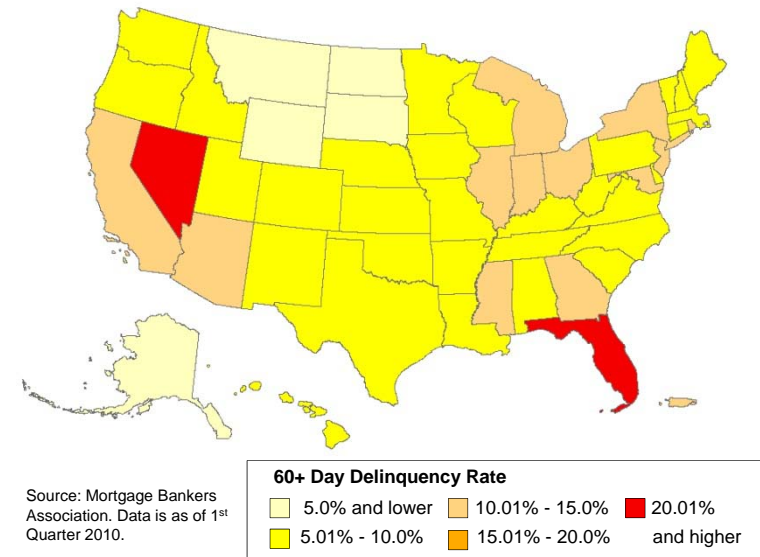 60+ Day Delinquency Rate
5.0% and lower
10.01% - 15.0%
20.01%
and higher
5.01% - 10.0%
15.01% - 20.0%
Source: Mortgage Bankers
Association. Data is as of 1st
Quarter 2010.